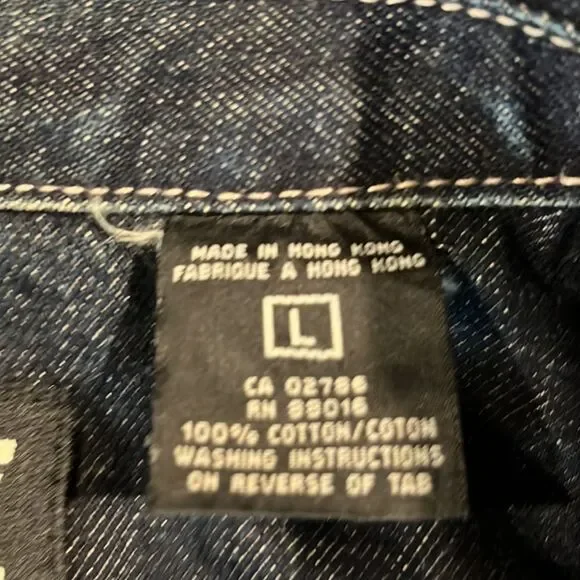 MADE IN HONG KONG
FABRIQUE A HONG KONG
L
CA 02786
RN 88016
100% COTTON/COTON
WASHING INSTRUCTIONS
ON REVERSE OF TAB